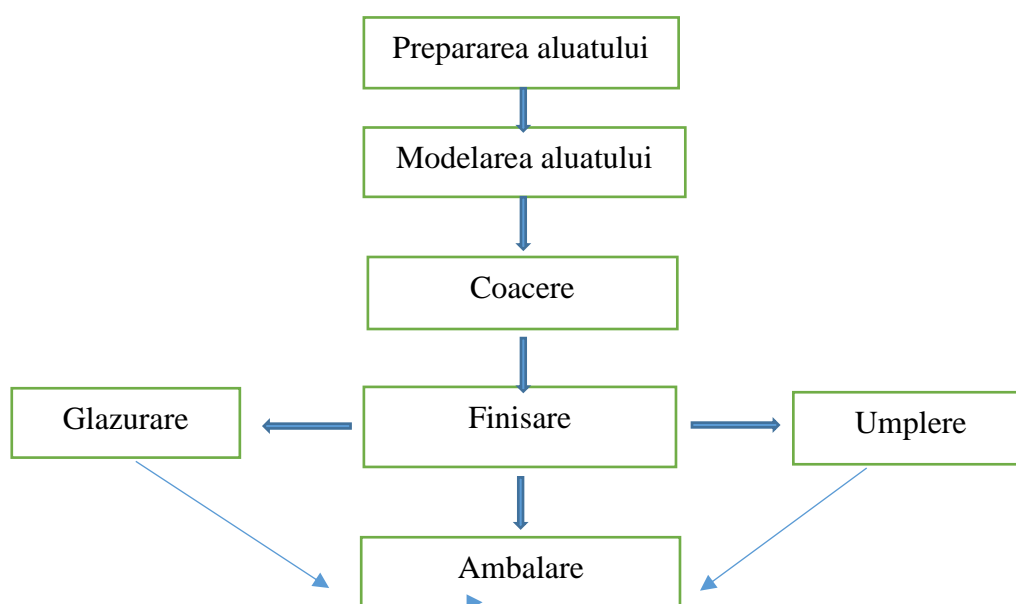 Prepararea aluatului
Modelarea aluatului
Coacere
Glazurare
Finisare
Umplere
Ambalare